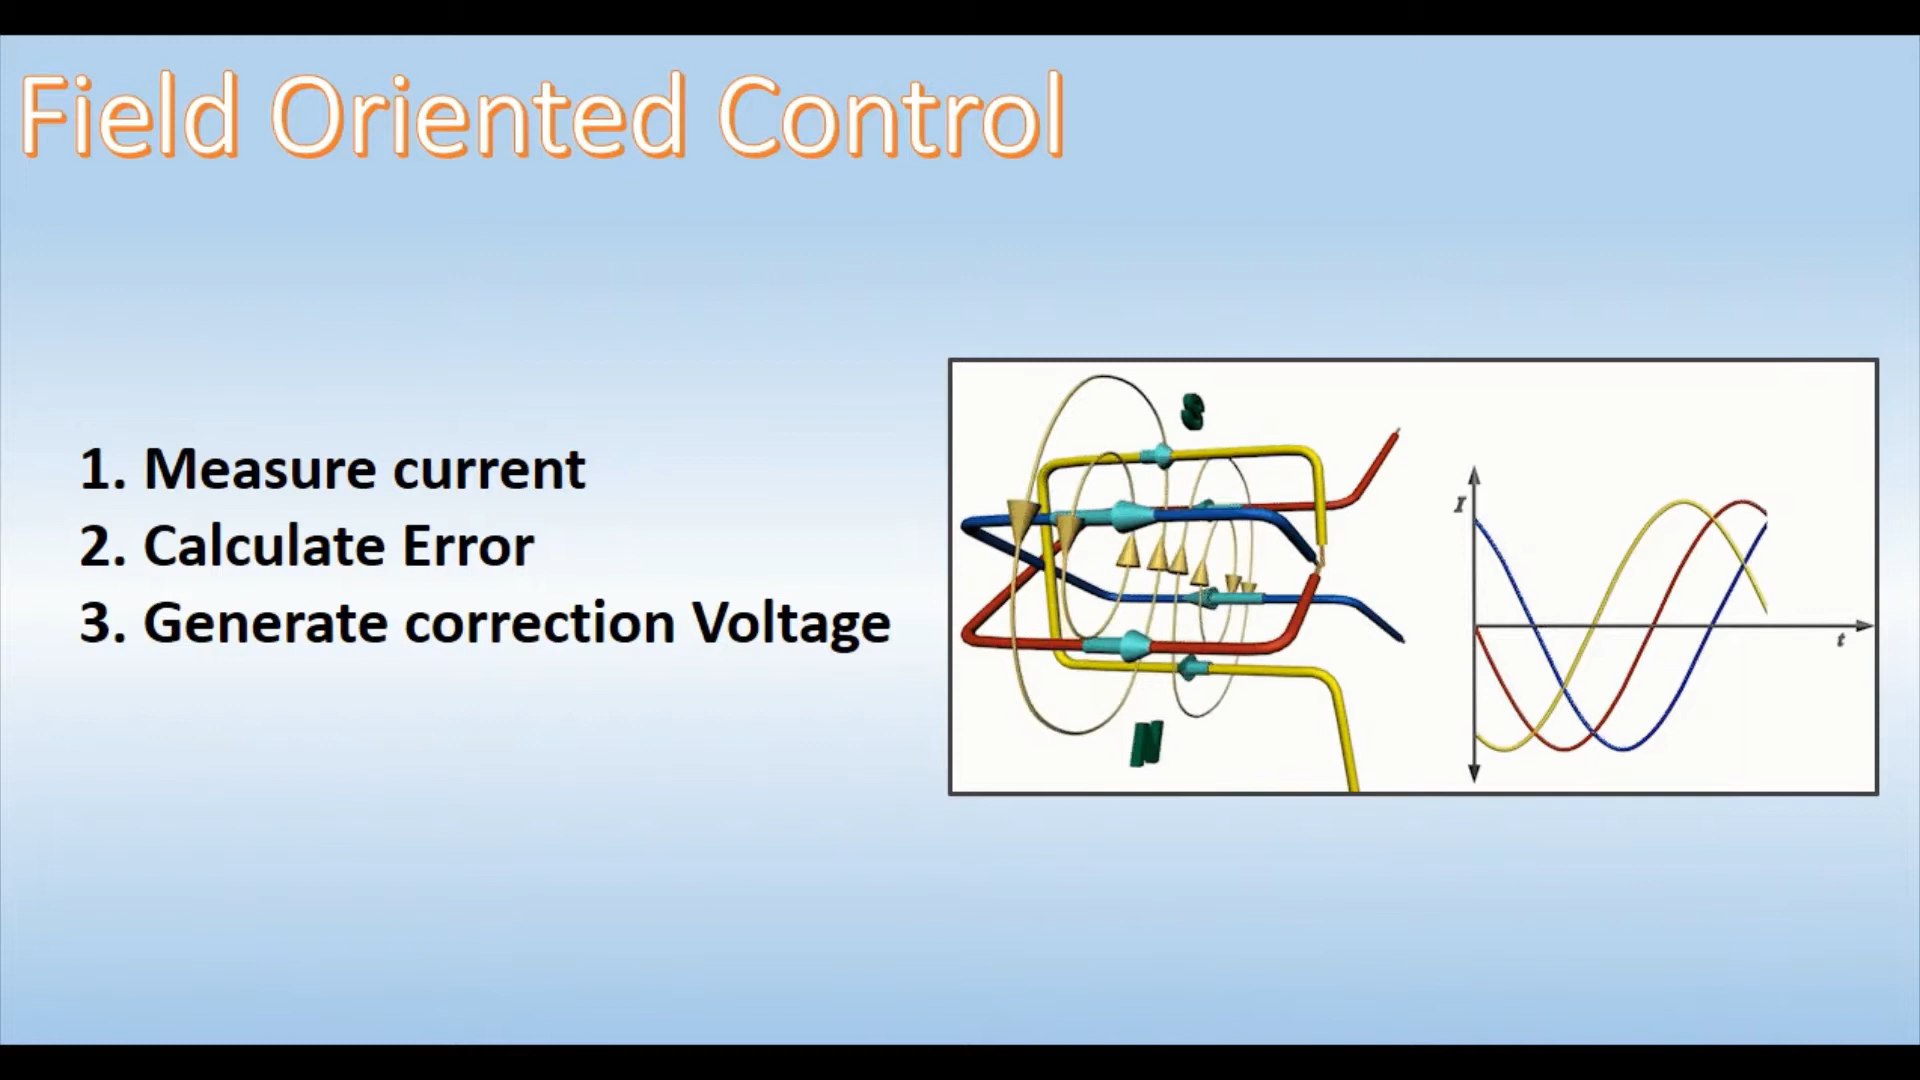 Field Oriented Control
1. Measure current
2. Calculate Error
3. Generate correction Voltage
S
I
t
N